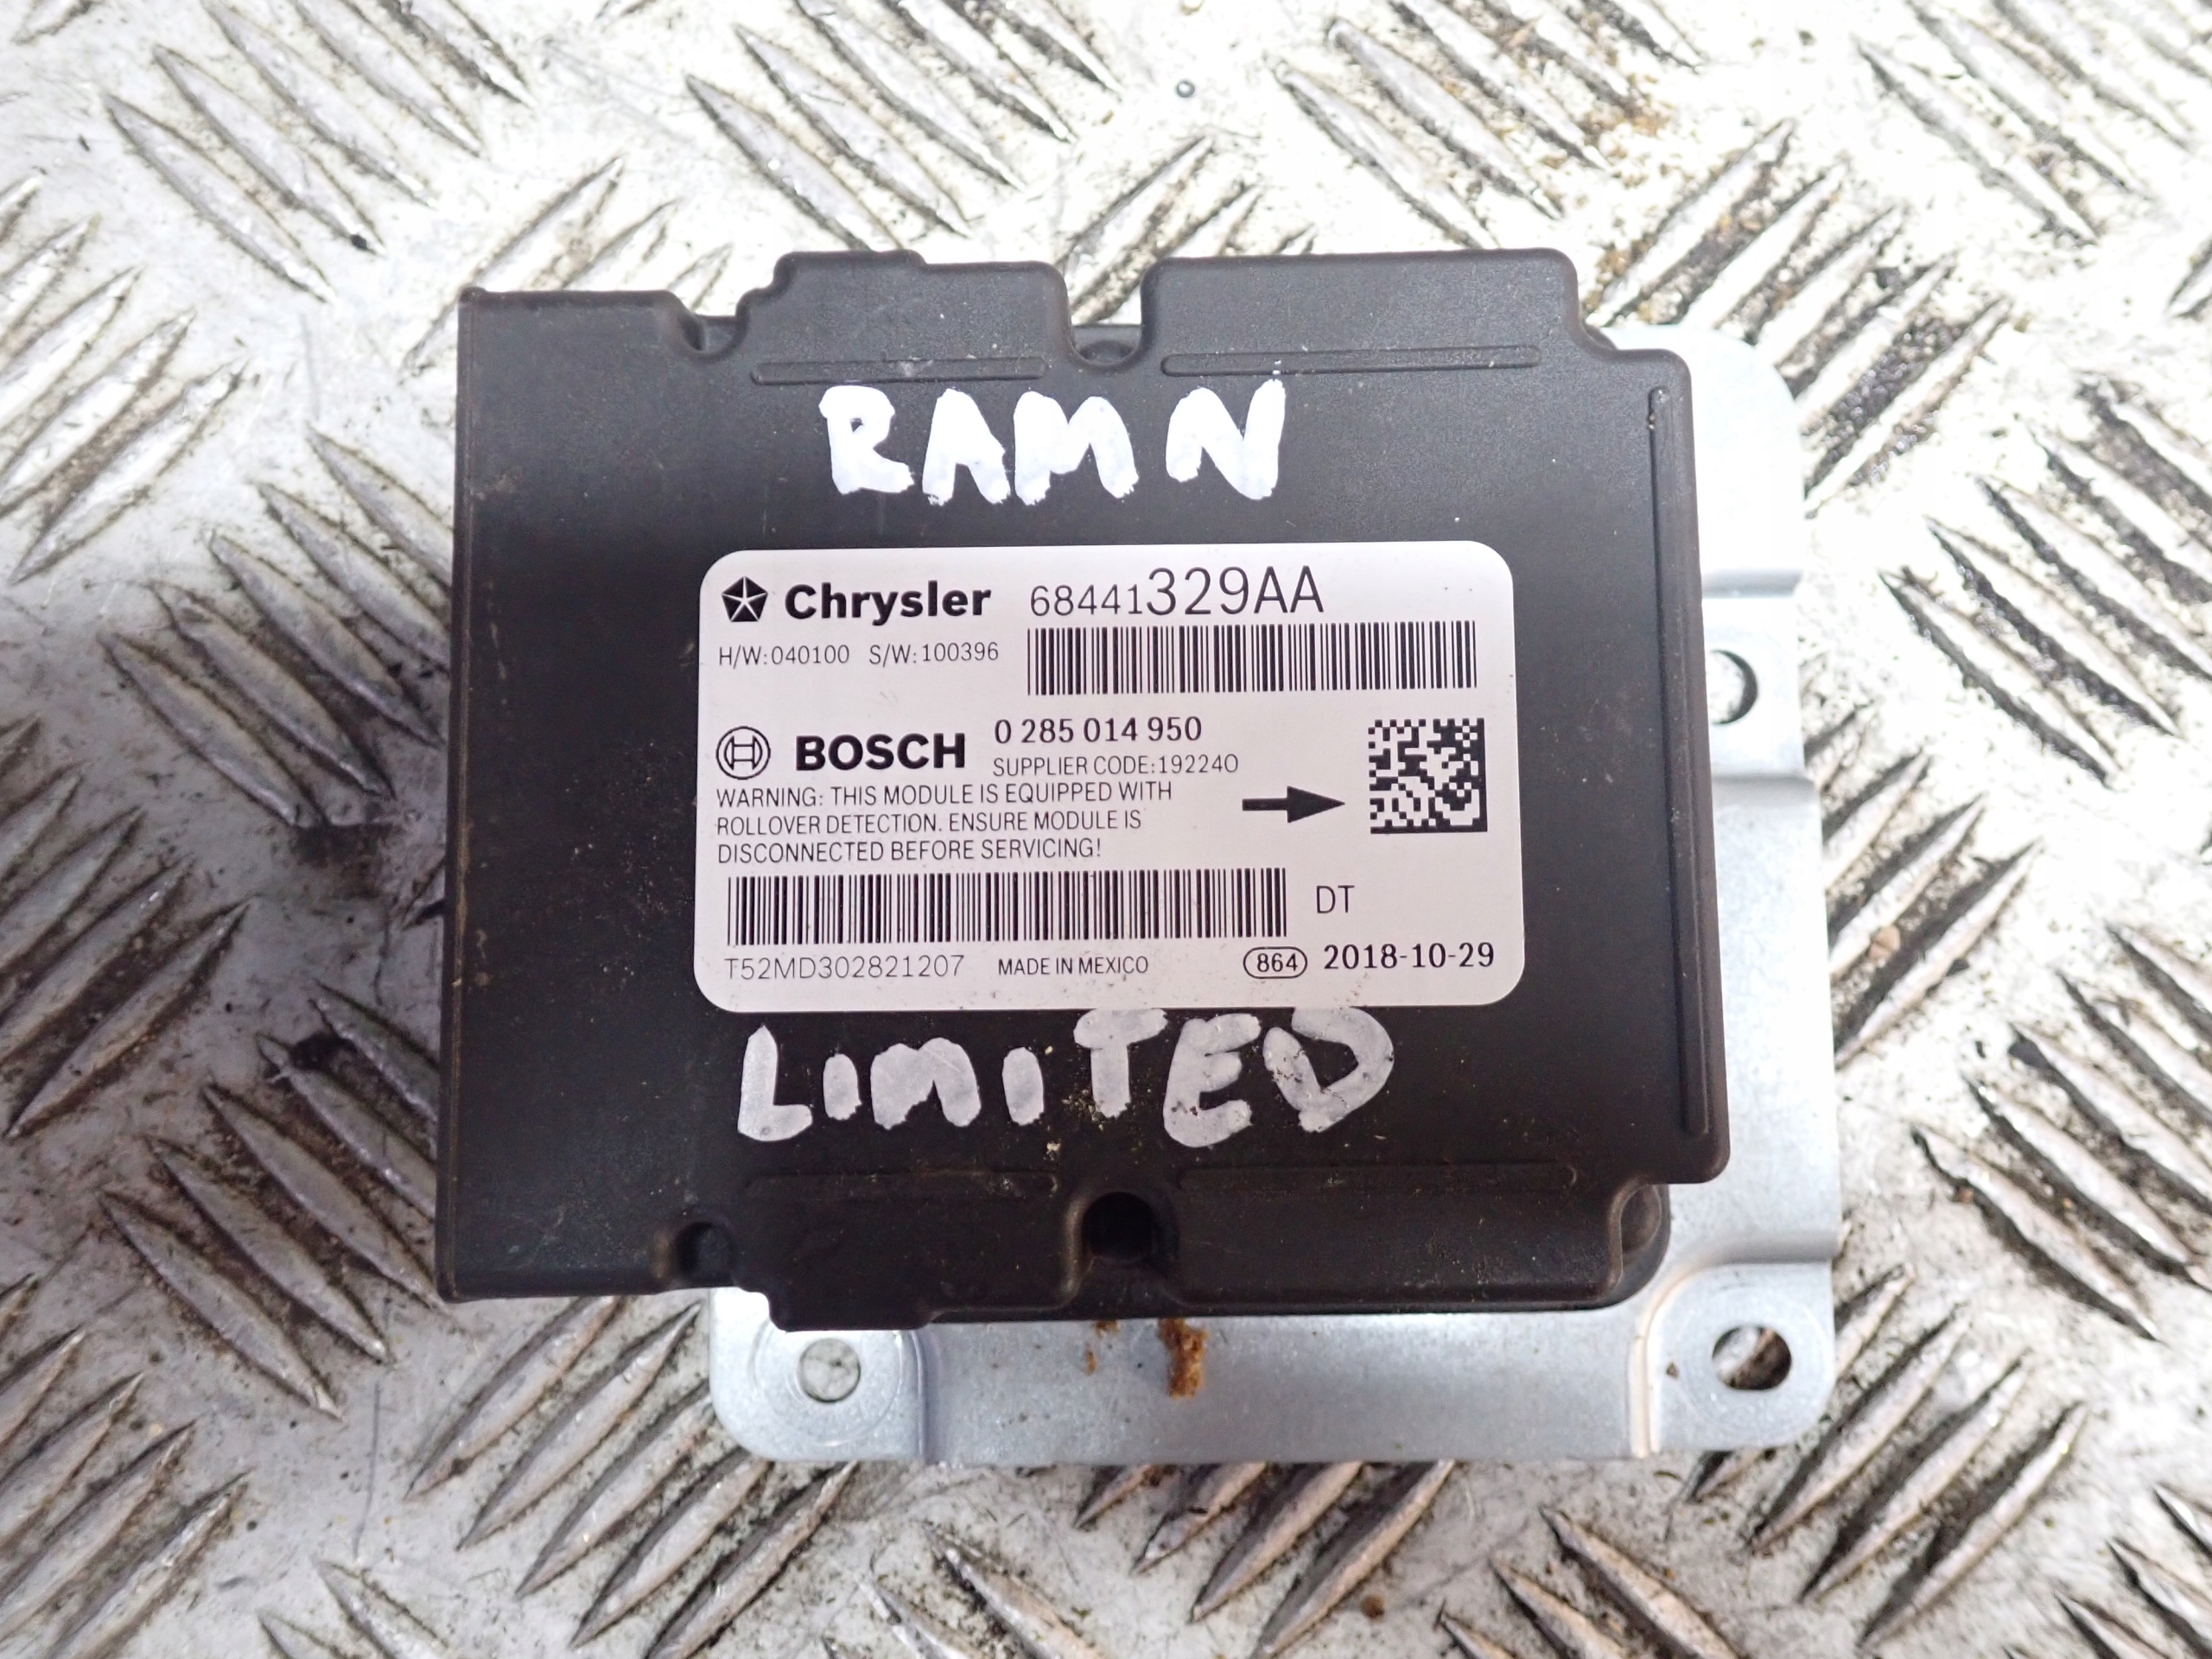 RAM N
Chrysler 68441329AA
H/W:040100 S/W:100396
BOSCH 0 285 014 950
SUPPLIER CODE:192240
WARNING: THIS MODULE IS EQUIPPED WITH
ROLLOVER DETECTION. ENSURE MODULE IS
DISCONNECTED BEFORE SERVICING!
DT
T52MD302821207 MADE IN MEXICO 864 2018-10-29
LIMITED